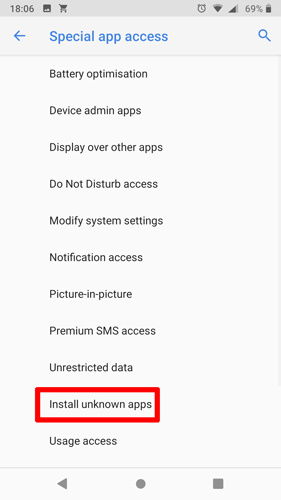 18:06 69%
Special app access
Battery optimisation
Device admin apps
Display over other apps
Do Not Disturb access
Modify system settings
Notification access
Picture-in-picture
Premium SMS access
Unrestricted data
Install unknown apps
Usage access